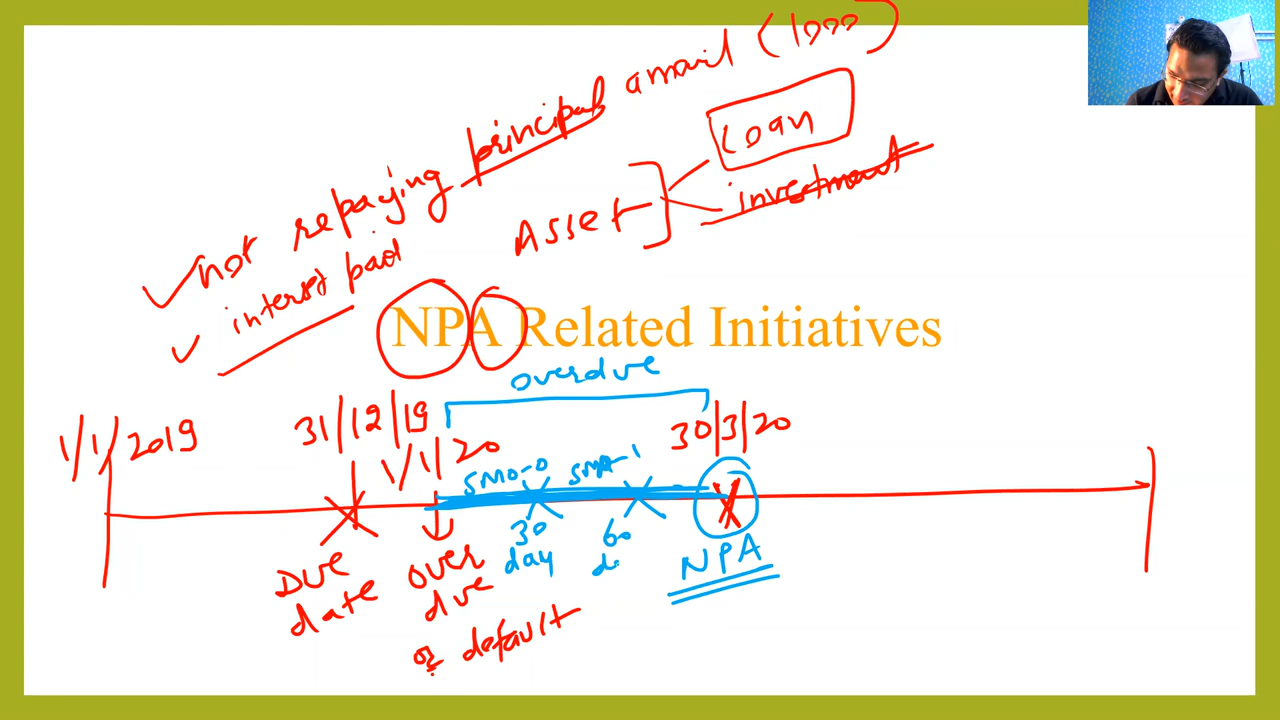 not repaying principal amount (1000)
interst paid
Asset
Loan
investment
NPA Related Initiatives
overdue
1/1/2019
31/12/19
1/1/20
30/3/20
SMA-0
SMA-1
Due date
over due
or default
30 day
60 d
NPA